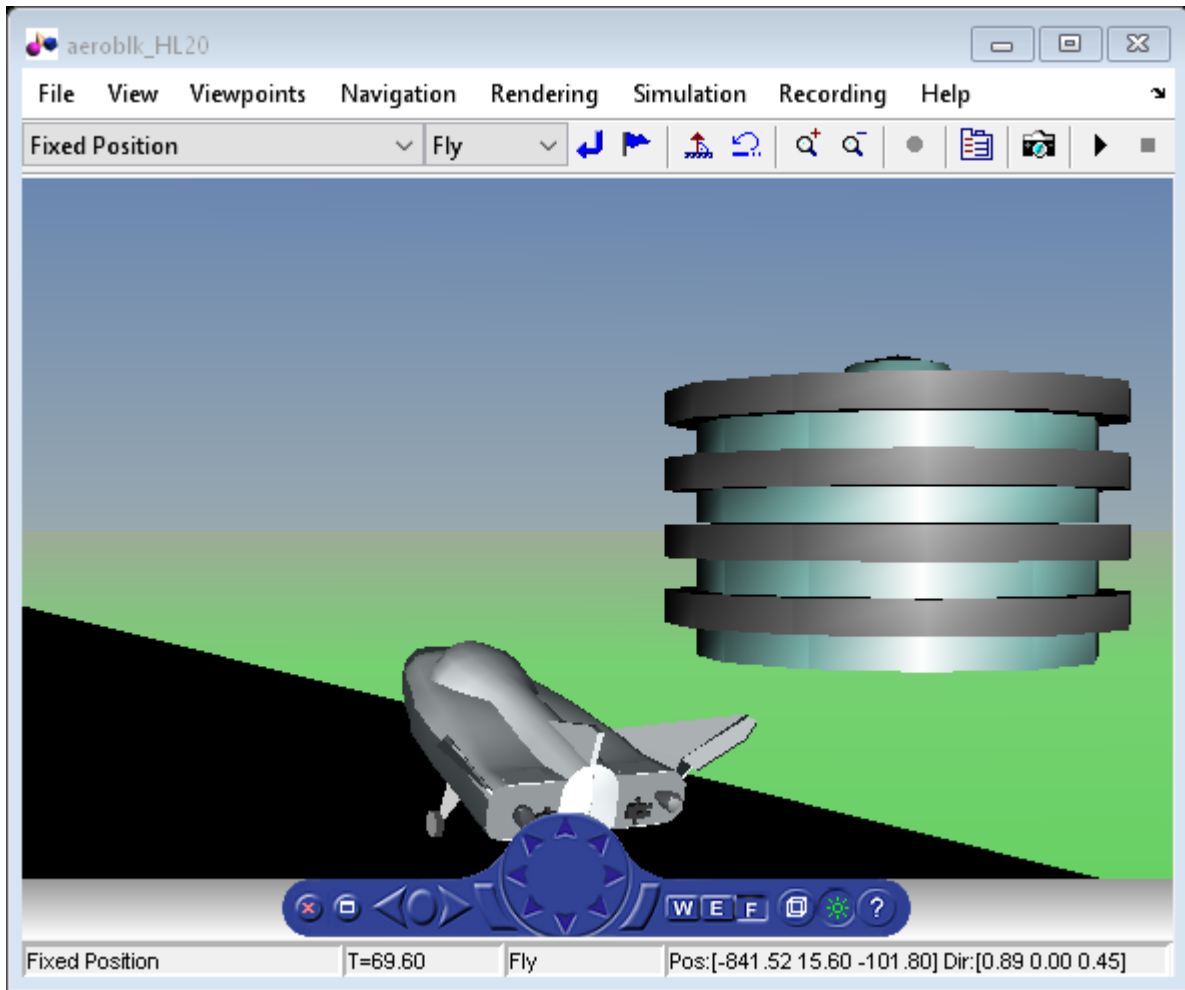 aeroblk_HL20
File View Viewpoints Navigation Rendering Simulation Recording Help
Fixed Position Fly
W E F ?
Fixed Position T=69.60 Fly Pos:[-841.52 15.60 -101.80] Dir:[0.89 0.00 0.45]